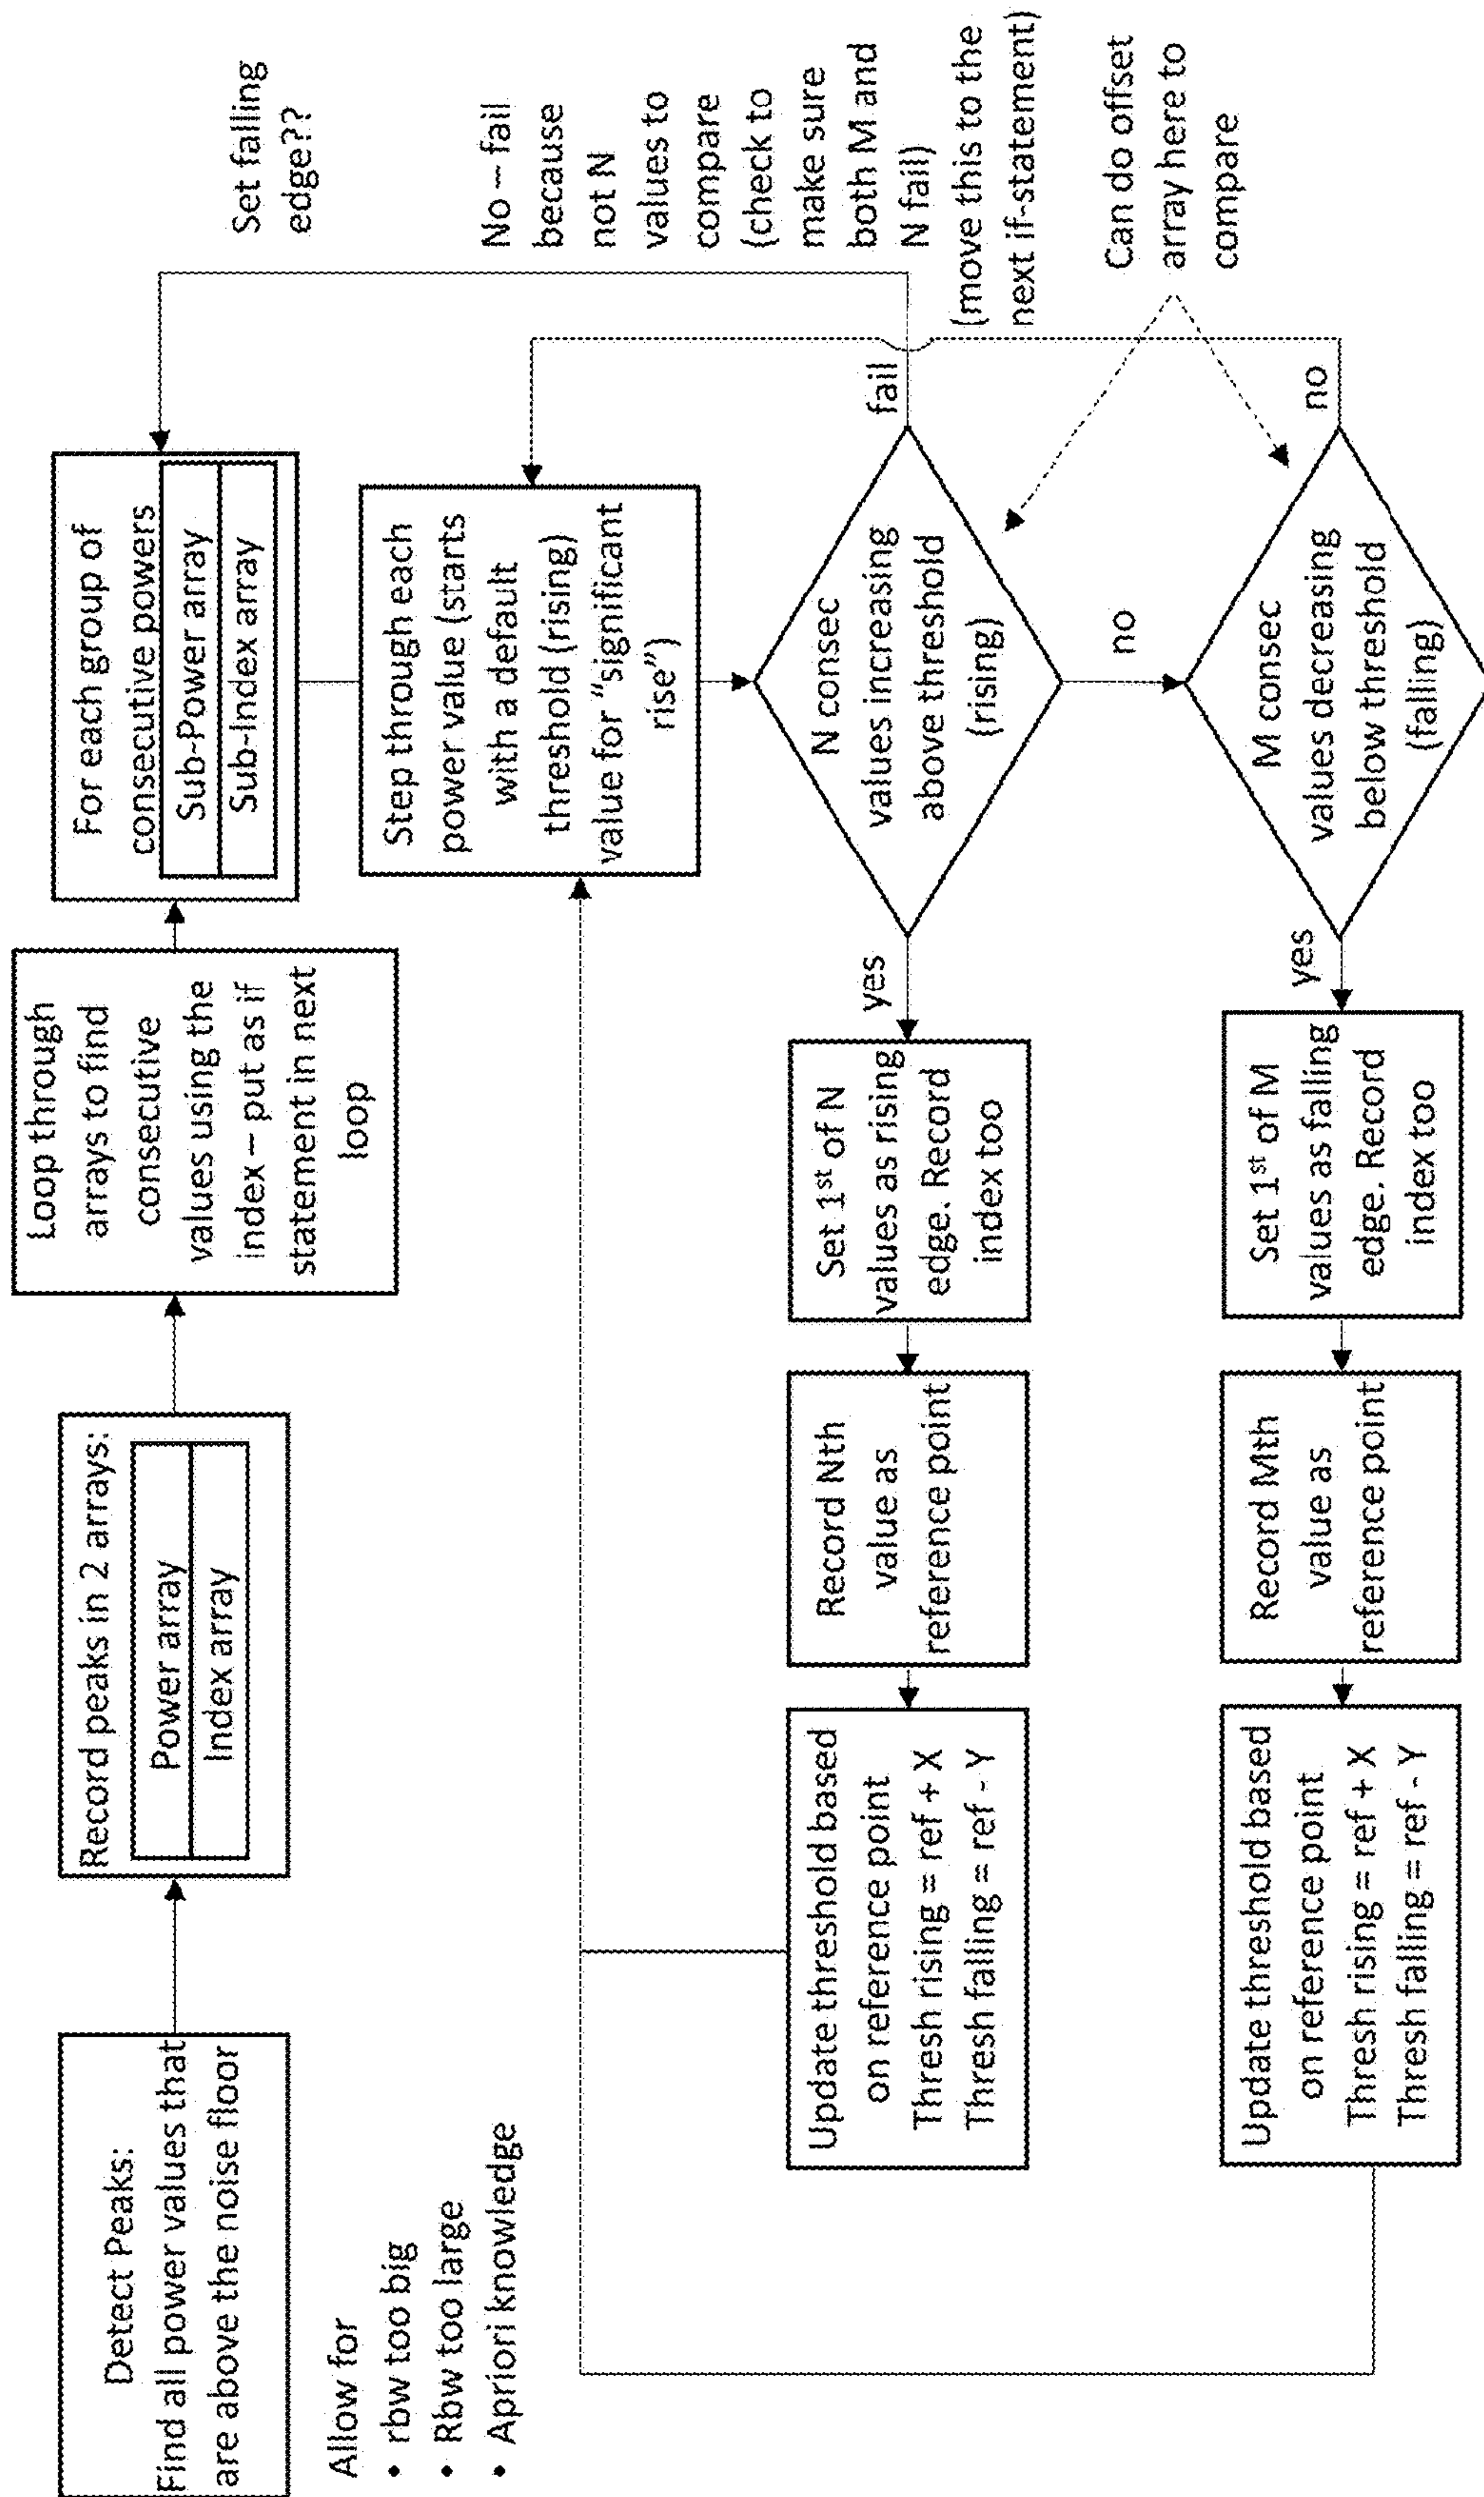 Detect Peaks:
Find all power values that
are above the noise floor
Record peaks in 2 arrays:
Power array
Index array
Loop through
arrays to find
consecutive
values using the
index – put as if
statement in next
loop
For each group of
consecutive powers
Sub-Power array
Sub-Index array
Set falling
edge??
Allow for
• rbw too big
• Rbw too large
• Apriori knowledge
Step through each
power value (starts
with a default
threshold (rising)
value for "significant
rise")
No – fail
because
not N
values to
compare
(check to
make sure
both M and
N fail)
(move this to the
next if-statement)
Update threshold based
on reference point
Thresh rising = ref + X
Thresh falling = ref - Y
Record Nth
value as
reference point
Set 1st of N
values as rising
edge. Record
index too
yes
N consec
values increasing
above threshold
(rising)
fail
no
Can do offset
array here to
compare
Update threshold based
on reference point
Thresh rising = ref + X
Thresh falling = ref - Y
Record Mth
value as
reference point
Set 1st of M
values as falling
edge. Record
index too
yes
M consec
values decreasing
below threshold
(falling)
no